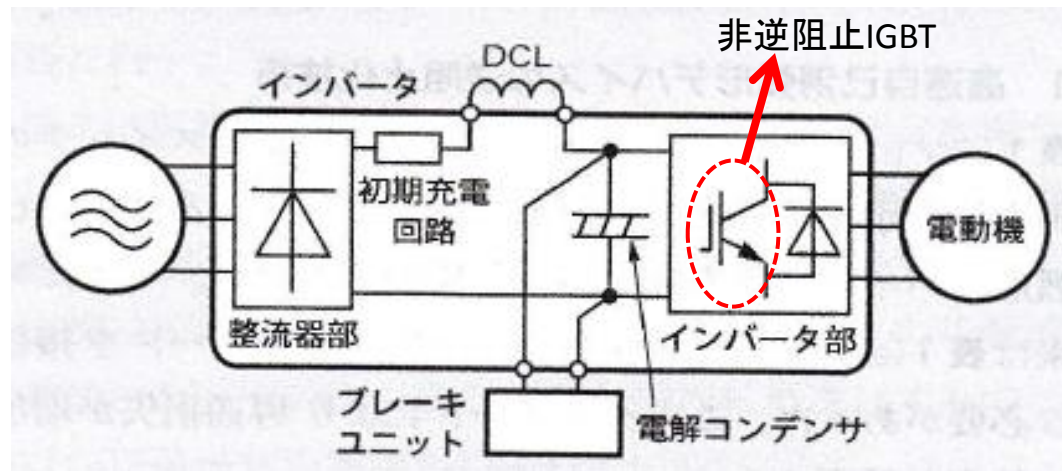 非逆阻止IGBT
DCL
インバータ
初期充電
回路
電動機
整流器部
インバータ部
ブレーキ
ユニット
電解コンデンサ